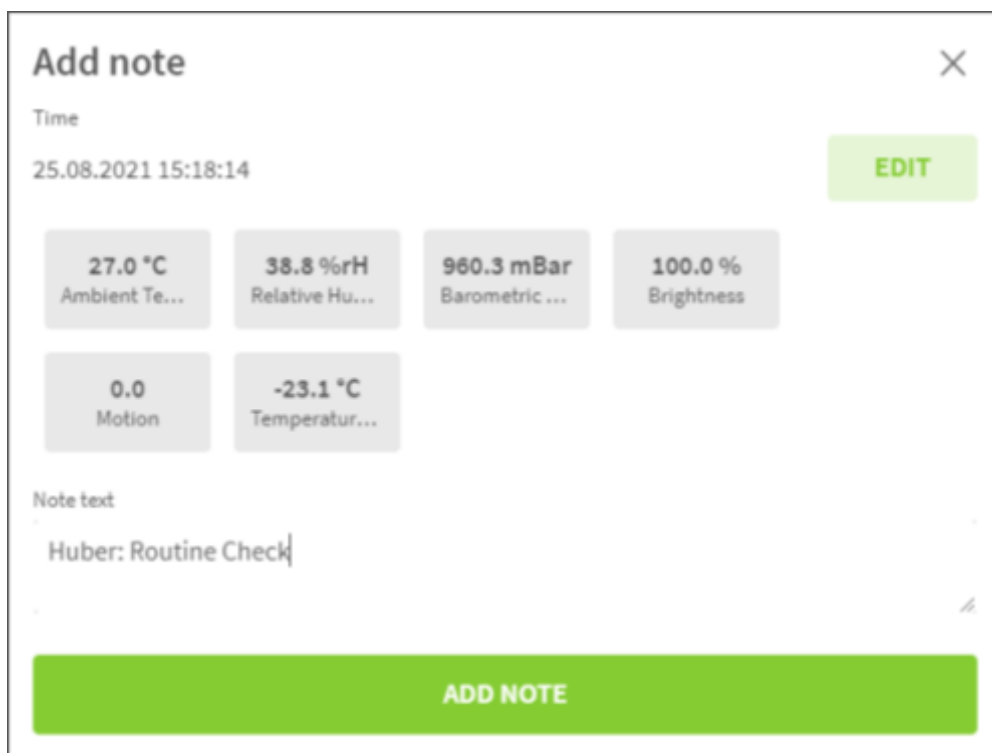 Add note
Time
25.08.2021 15:18:14
EDIT
27.0 °C
Ambient Te...
38.8 %rH
Relative Hu...
960.3 mBar
Barometric ...
100.0 %
Brightness
0.0
Motion
-23.1 °C
Temperatur...
Note text
Huber: Routine Check
ADD NOTE